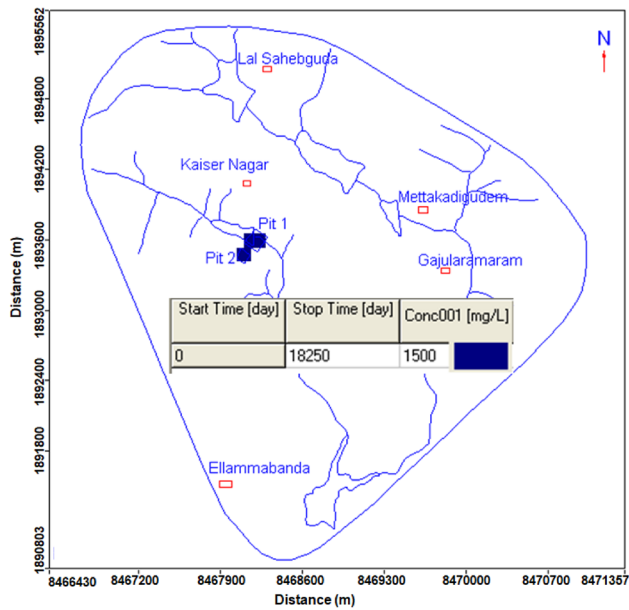 1895562
1894800
1894200
1893600
1893000
1892400
1891800
1890803
Distance (m)
N
Lal Sahebguda
Kaiser Nagar
Mettakadigudem
Pit 1
Pit 2
Gajularamaram
Start Time [day] Stop Time [day] Conc001 [mg/L]
0 18250 1500
Ellammabanda
8466430 8467200 8467900 8468600 8469300 8470000 8470700 8471357
Distance (m)